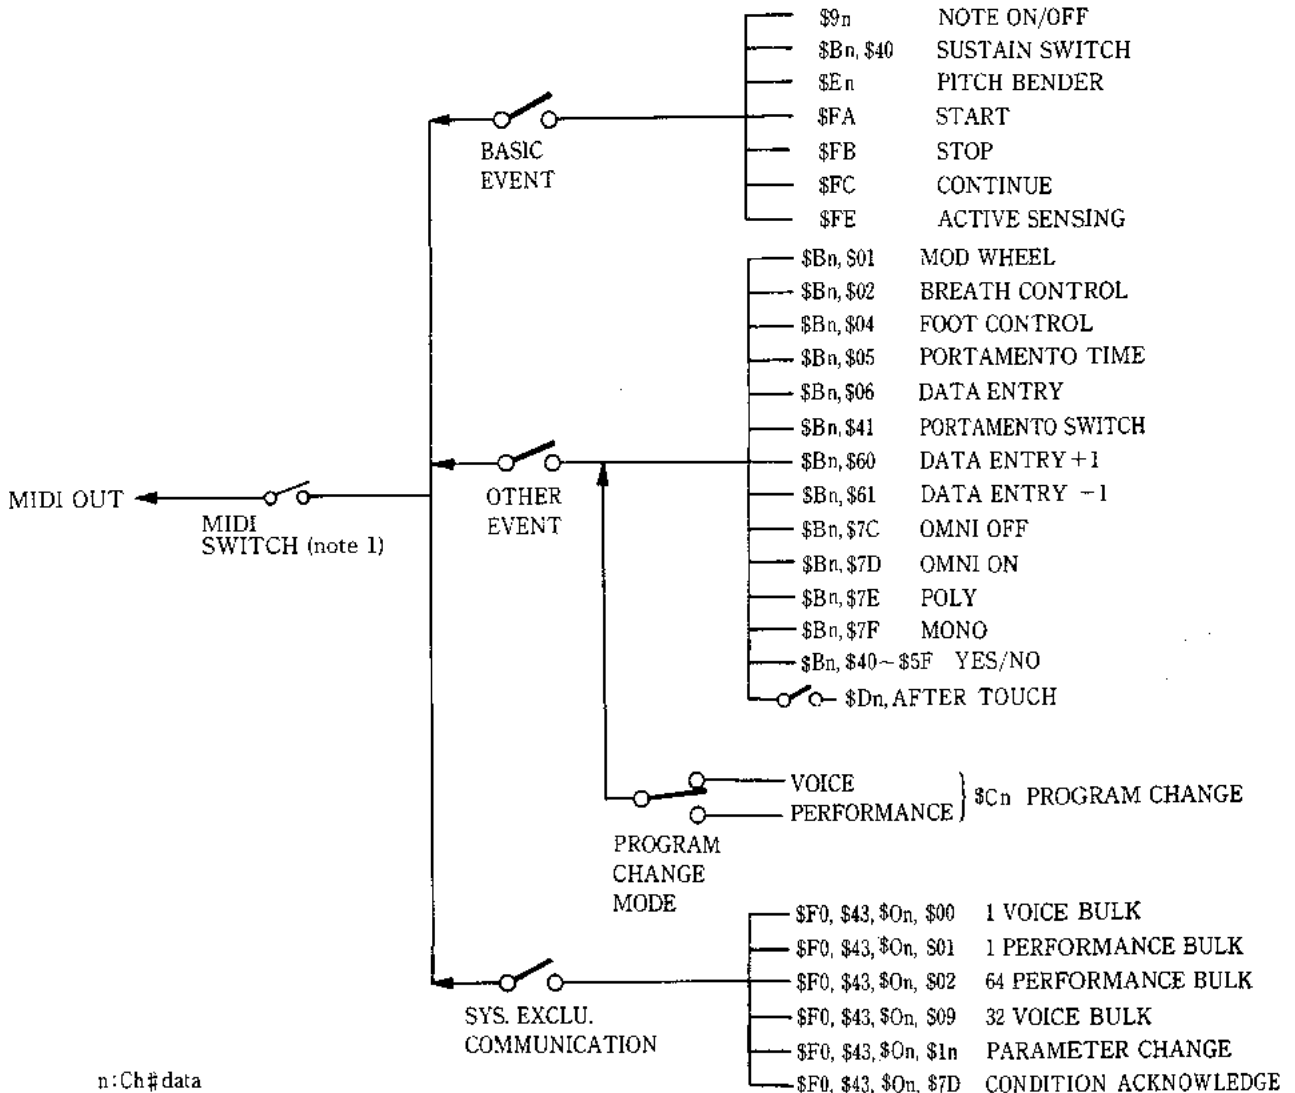 $9n NOTE ON/OFF
$Bn, $40 SUSTAIN SWITCH
$En PITCH BENDER
$FA START
$FB STOP
$FC CONTINUE
$FE ACTIVE SENSING
BASIC
EVENT
$Bn, $01 MOD WHEEL
$Bn, $02 BREATH CONTROL
$Bn, $04 FOOT CONTROL
$Bn, $05 PORTAMENTO TIME
$Bn, $06 DATA ENTRY
$Bn, $41 PORTAMENTO SWITCH
$Bn, $60 DATA ENTRY +1
$Bn, $61 DATA ENTRY −1
$Bn, $7C OMNI OFF
$Bn, $7D OMNI ON
$Bn, $7E POLY
$Bn, $7F MONO
$Bn, $40~$5F YES/NO
$Dn, AFTER TOUCH
OTHER
EVENT
MIDI OUT
MIDI
SWITCH (note 1)
VOICE
PERFORMANCE } $Cn PROGRAM CHANGE
PROGRAM
CHANGE
MODE
$F0, $43, $On, $00 1 VOICE BULK
$F0, $43, $On, $01 1 PERFORMANCE BULK
$F0, $43, $On, $02 64 PERFORMANCE BULK
$F0, $43, $On, $09 32 VOICE BULK
$F0, $43, $On, $1n PARAMETER CHANGE
$F0, $43, $On, $7D CONDITION ACKNOWLEDGE
SYS. EXCLU.
COMMUNICATION
n:Ch#data